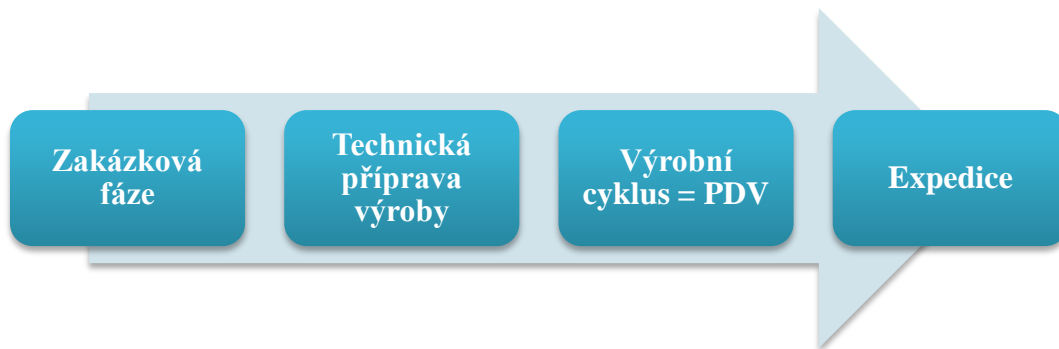 Zakázková
fáze
Technická
příprava
výroby
Výrobní
cyklus = PDV
Expedice